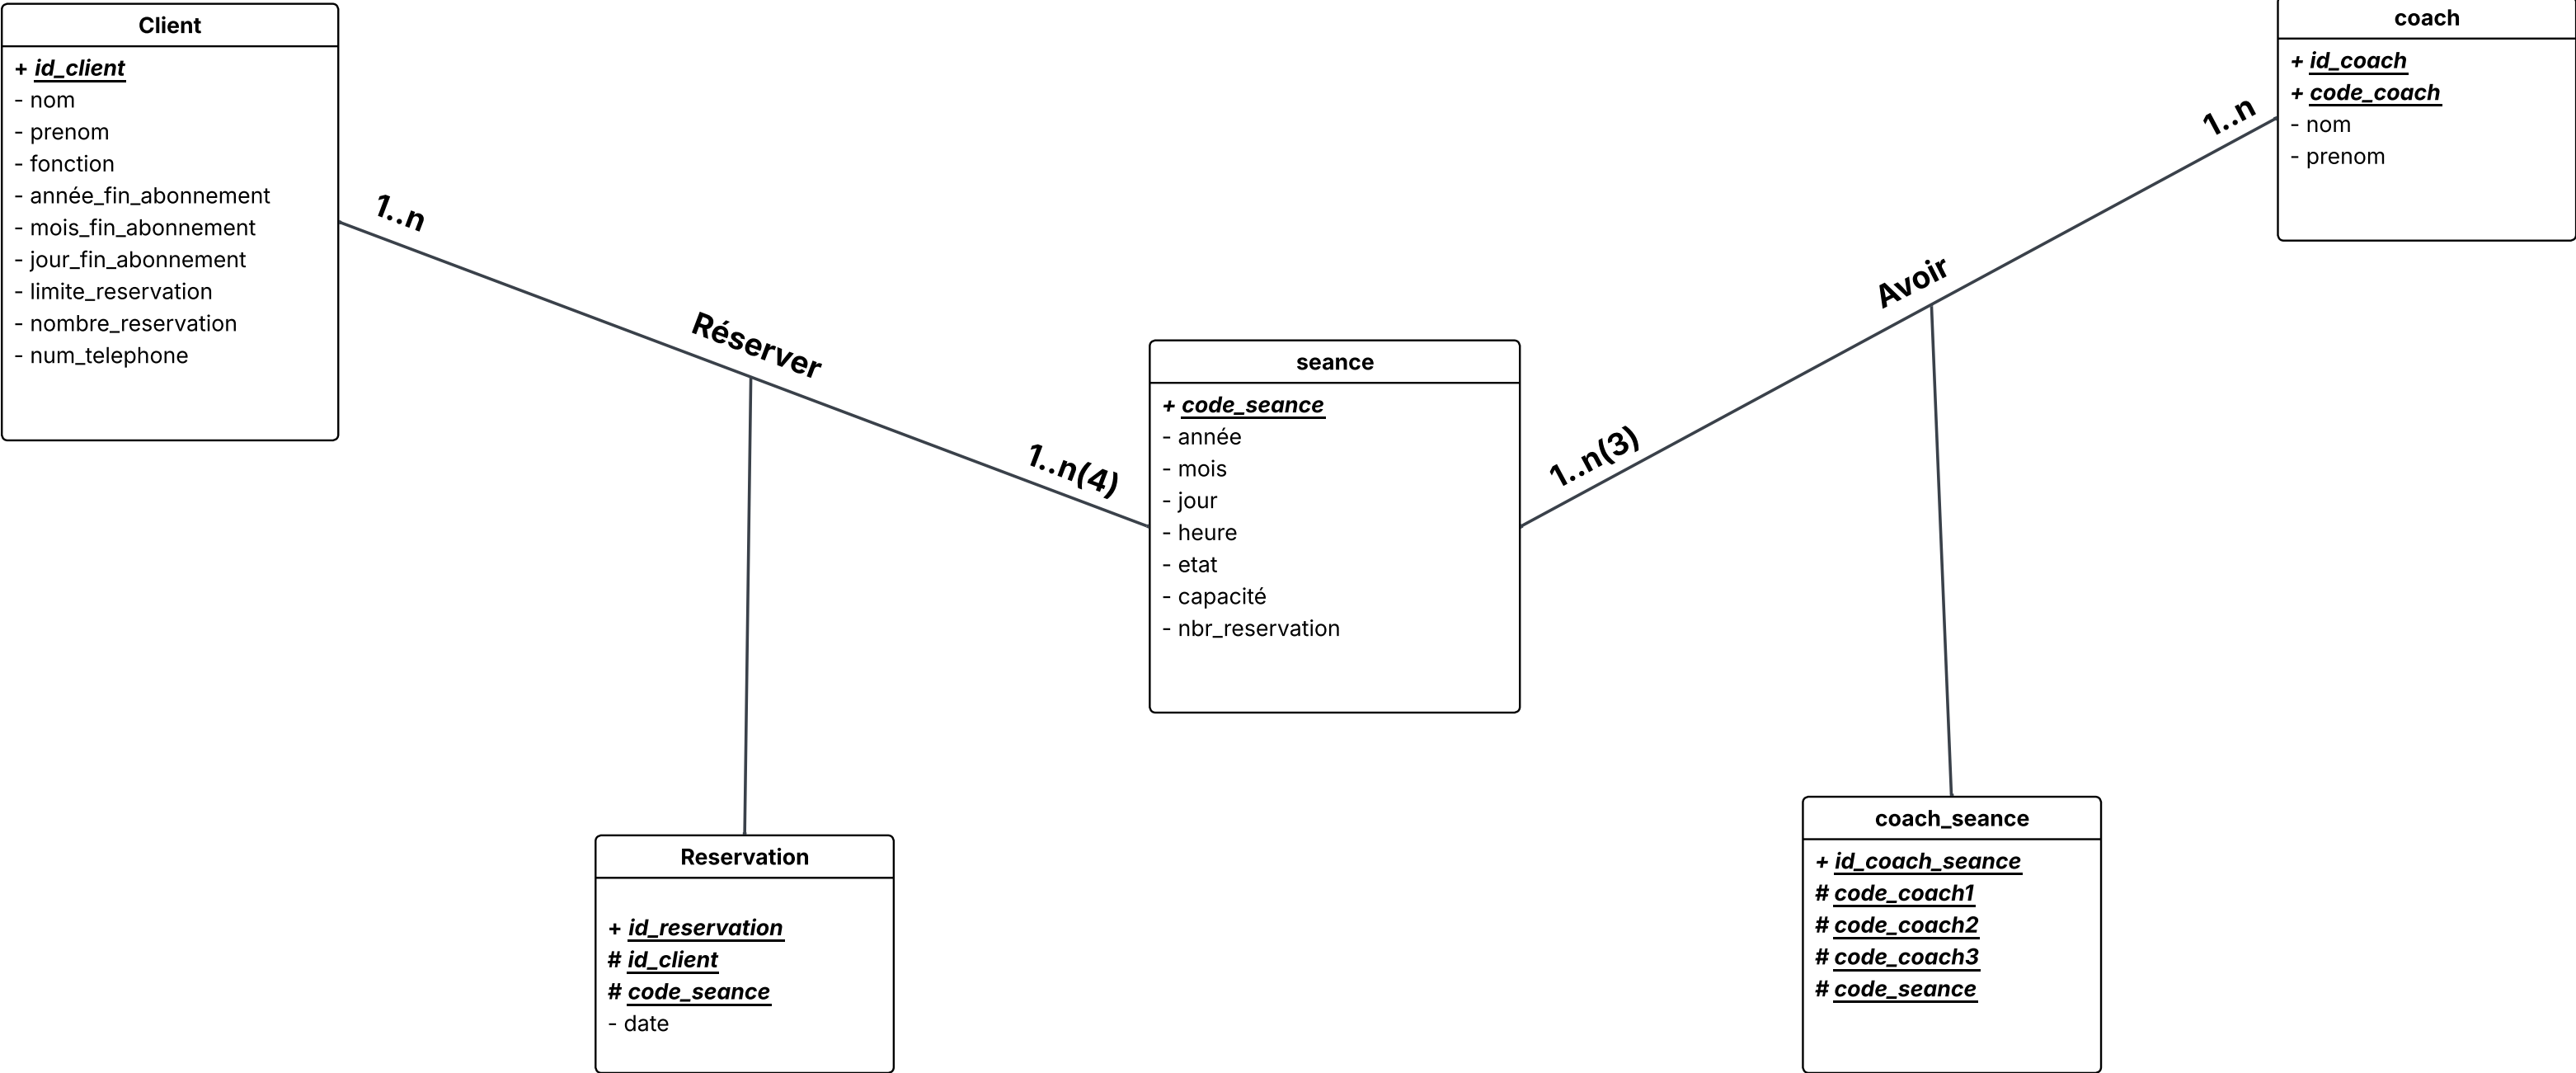 Client
+ id_client
- nom
- prenom
- fonction
- année_fin_abonnement
- mois_fin_abonnement
- jour_fin_abonnement
- limite_reservation
- nombre_reservation
- num_telephone
1..n
Réserver
1..n(4)
seance
+ code_seance
- année
- mois
- jour
- heure
- etat
- capacité
- nbr_reservation
1..n(3)
Avoir
1..n
coach
+ id_coach
+ code_coach
- nom
- prenom
Reservation
+ id_reservation
# id_client
# code_seance
- date
coach_seance
+ id_coach_seance
# code_coach1
# code_coach2
# code_coach3
# code_seance